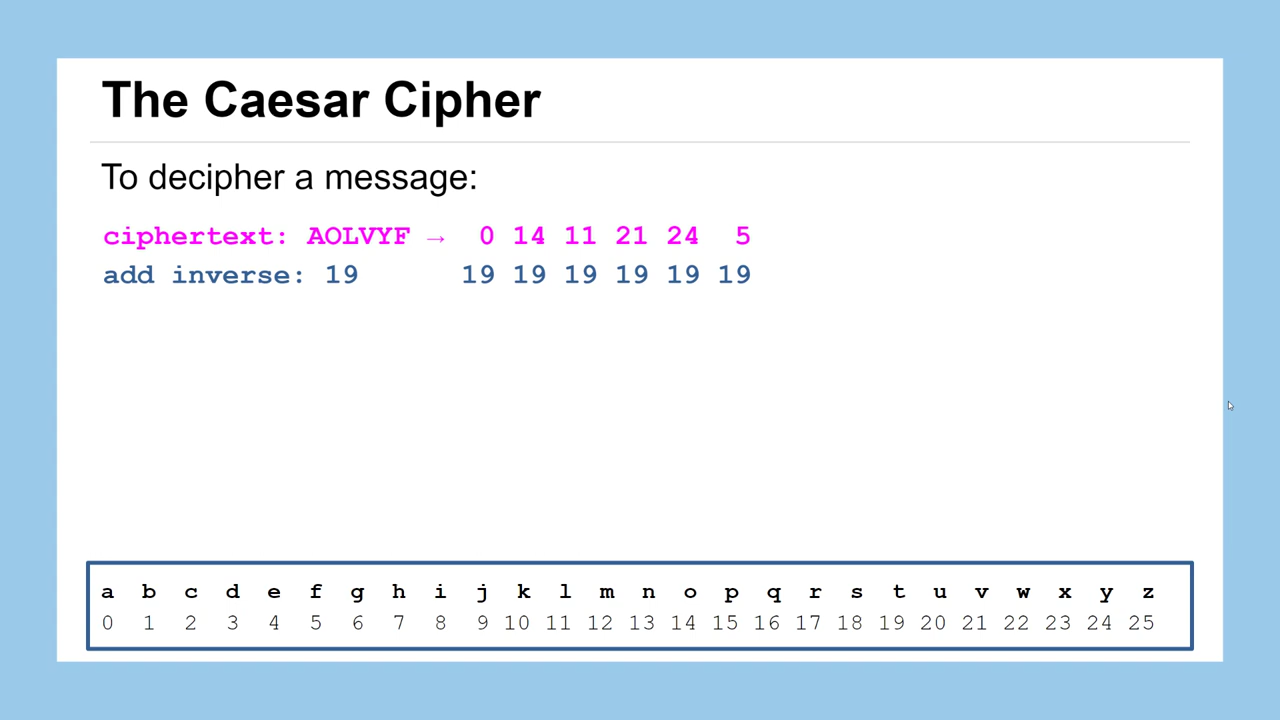 The Caesar Cipher
To decipher a message:
ciphertext: AOLVYF → 0 14 11 21 24 5
add inverse: 19 19 19 19 19 19 19
a b c d e f g h i j k l m n o p q r s t u v w x y z
0 1 2 3 4 5 6 7 8 9 10 11 12 13 14 15 16 17 18 19 20 21 22 23 24 25